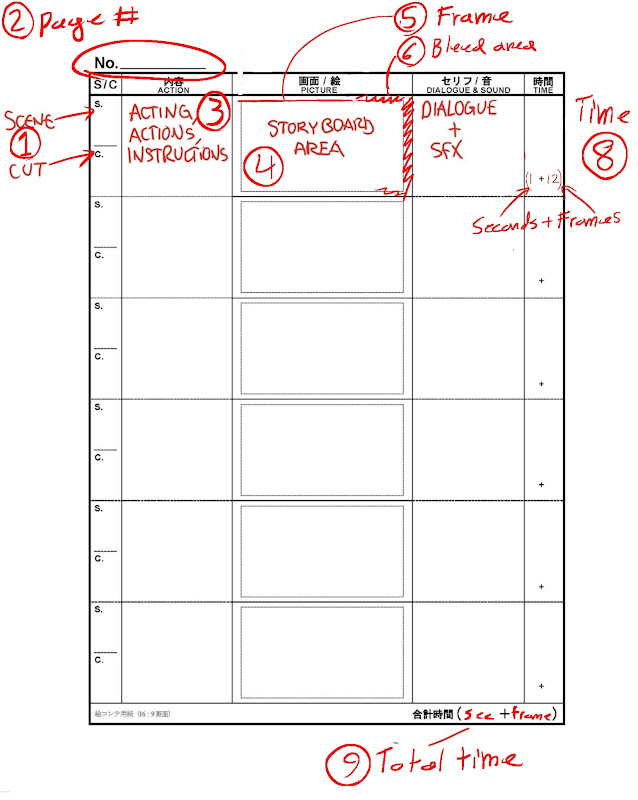 ② Page #
⑤ Frame
⑥ Bleed area
No.
S/C
内容
ACTION
画面/絵
PICTURE
セリフ/音
DIALOGUE & SOUND
時間
TIME
SCENE
①
CUT
S.
C.
ACTING,
ACTIONS,
INSTRUCTIONS
③
STORYBOARD
AREA
④
DIALOGUE
+
SFX
(1 + 12)
Time
⑧
Seconds + Frames
S.
C.
+
S.
C.
+
S.
C.
+
S.
C.
+
S.
C.
+
絵コンテ用紙 (16:9画面)
合計時間 (sec + frame)
⑨ Total time